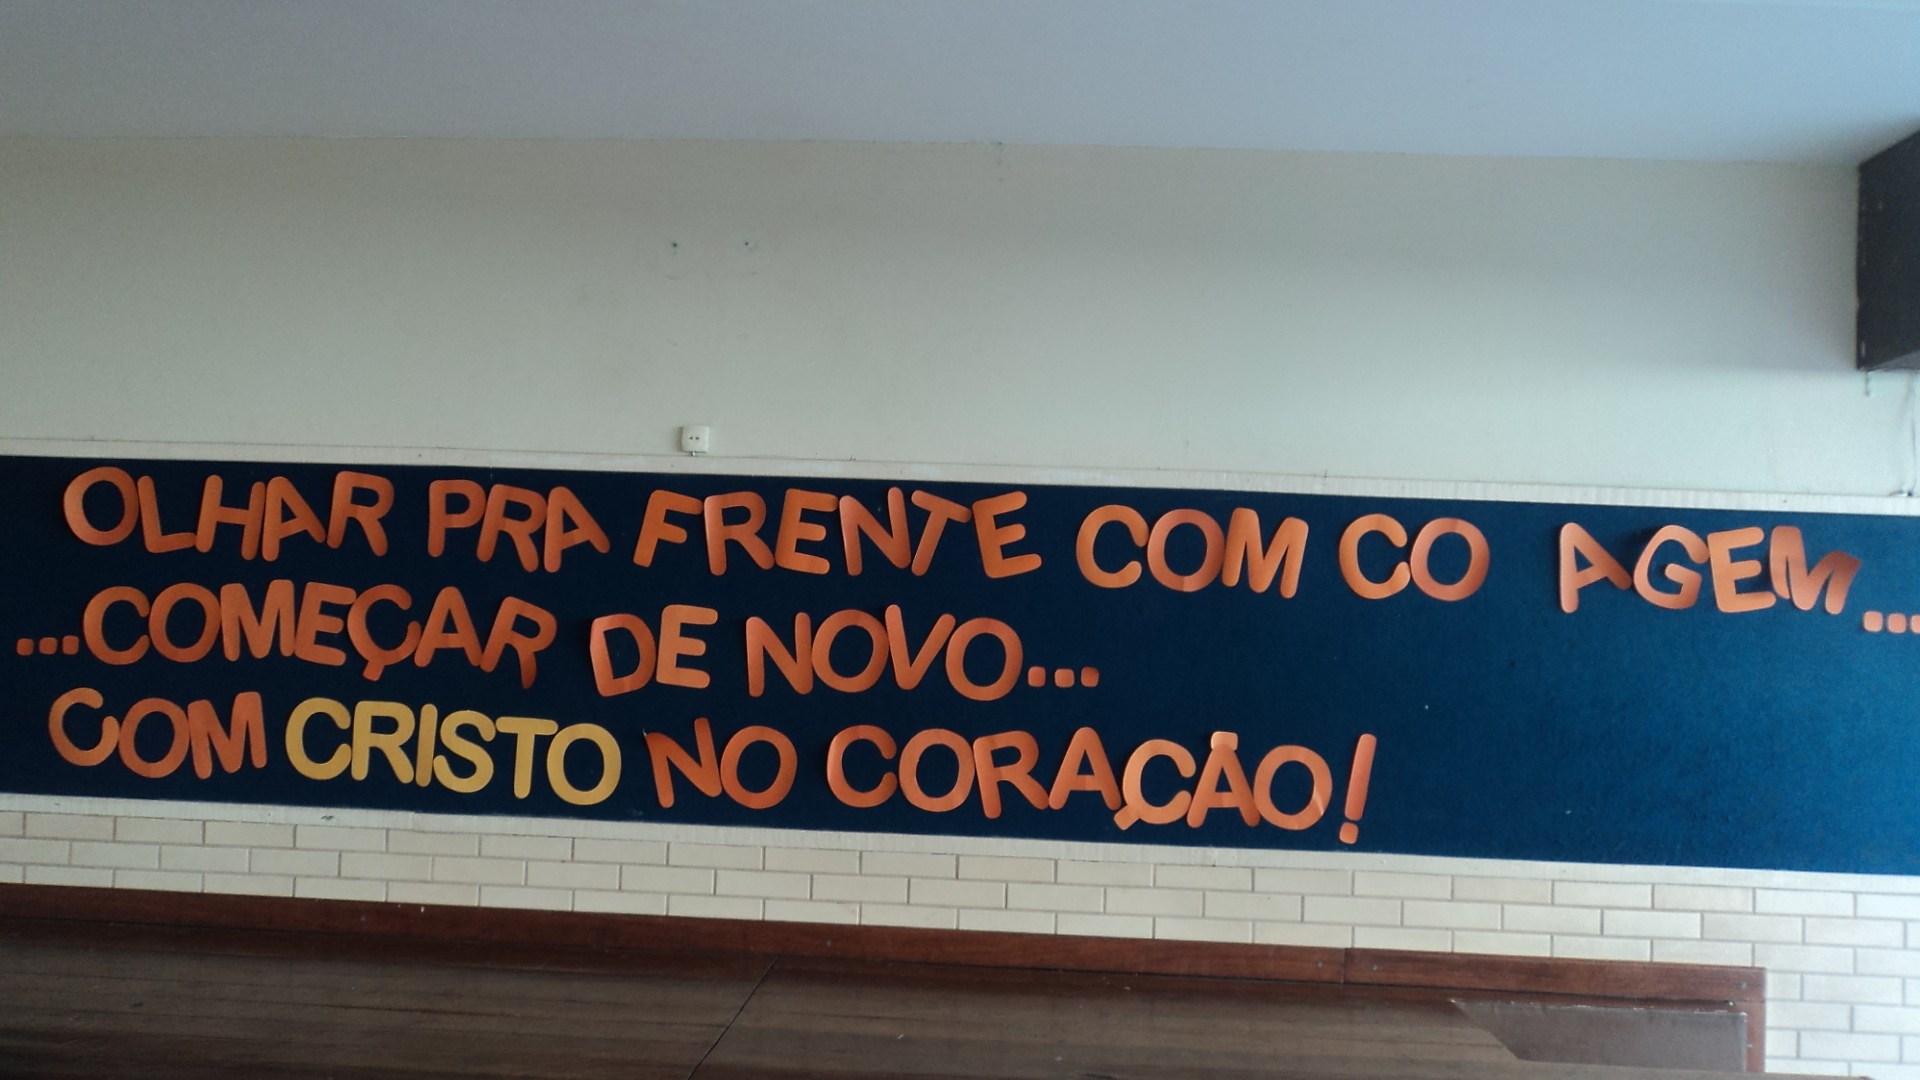 OLHAR PRA FRENTE COM CO AGEM...
...COMEÇAR DE NOVO...
COM CRISTO NO CORAÇÃO!